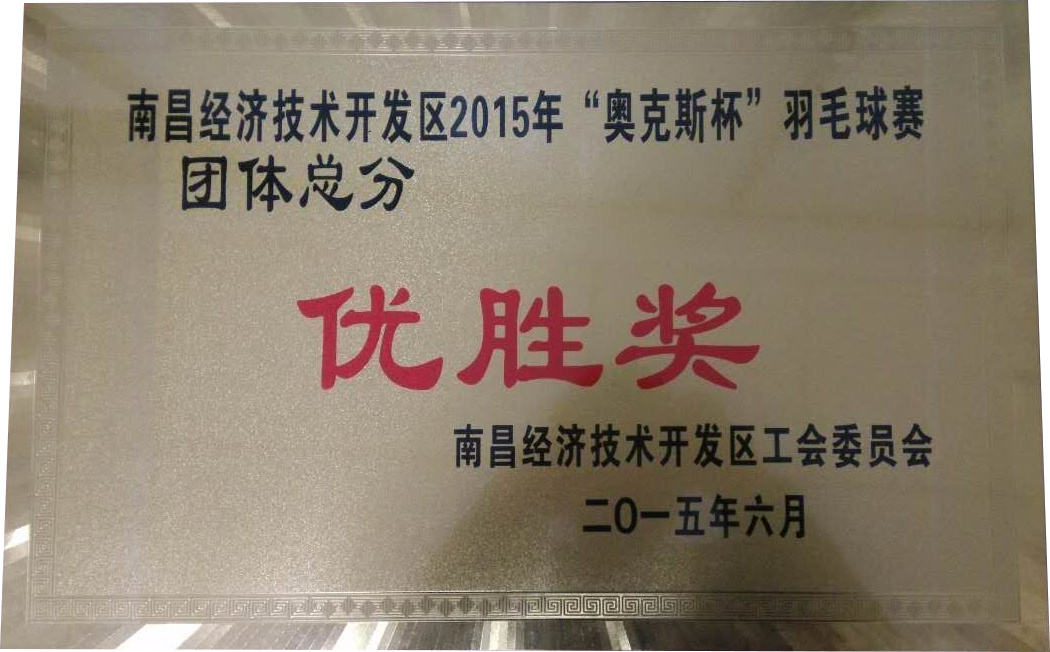 南昌经济技术开发区2015年“奥克斯杯”羽毛球赛
团体总分
优胜奖
南昌经济技术开发区工会委员会
二〇一五年六月